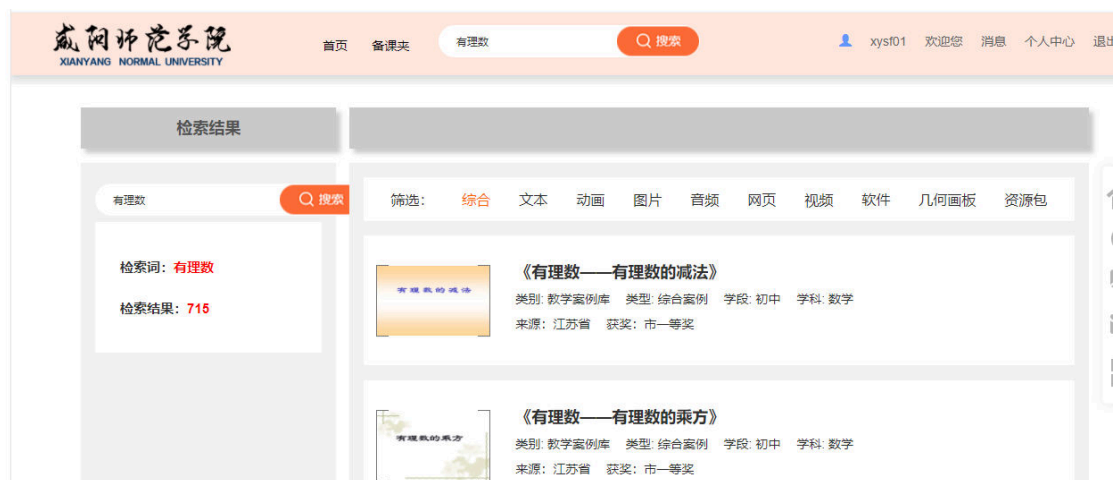 咸阳师范学院
XIANYANG NORMAL UNIVERSITY
首页 备课夹 有理数 搜索 xysf01 欢迎您 消息 个人中心 退出
检索结果
有理数 搜索
筛选: 综合 文本 动画 图片 音频 网页 视频 软件 几何画板 资源包
检索词：有理数
检索结果：715
有理数的减法
《有理数——有理数的减法》
类别: 教学案例库 类型: 综合案例 学段: 初中 学科: 数学
来源：江苏省 获奖：市一等奖
有理数的乘方
《有理数——有理数的乘方》
类别: 教学案例库 类型: 综合案例 学段: 初中 学科: 数学
来源：江苏省 获奖：市一等奖